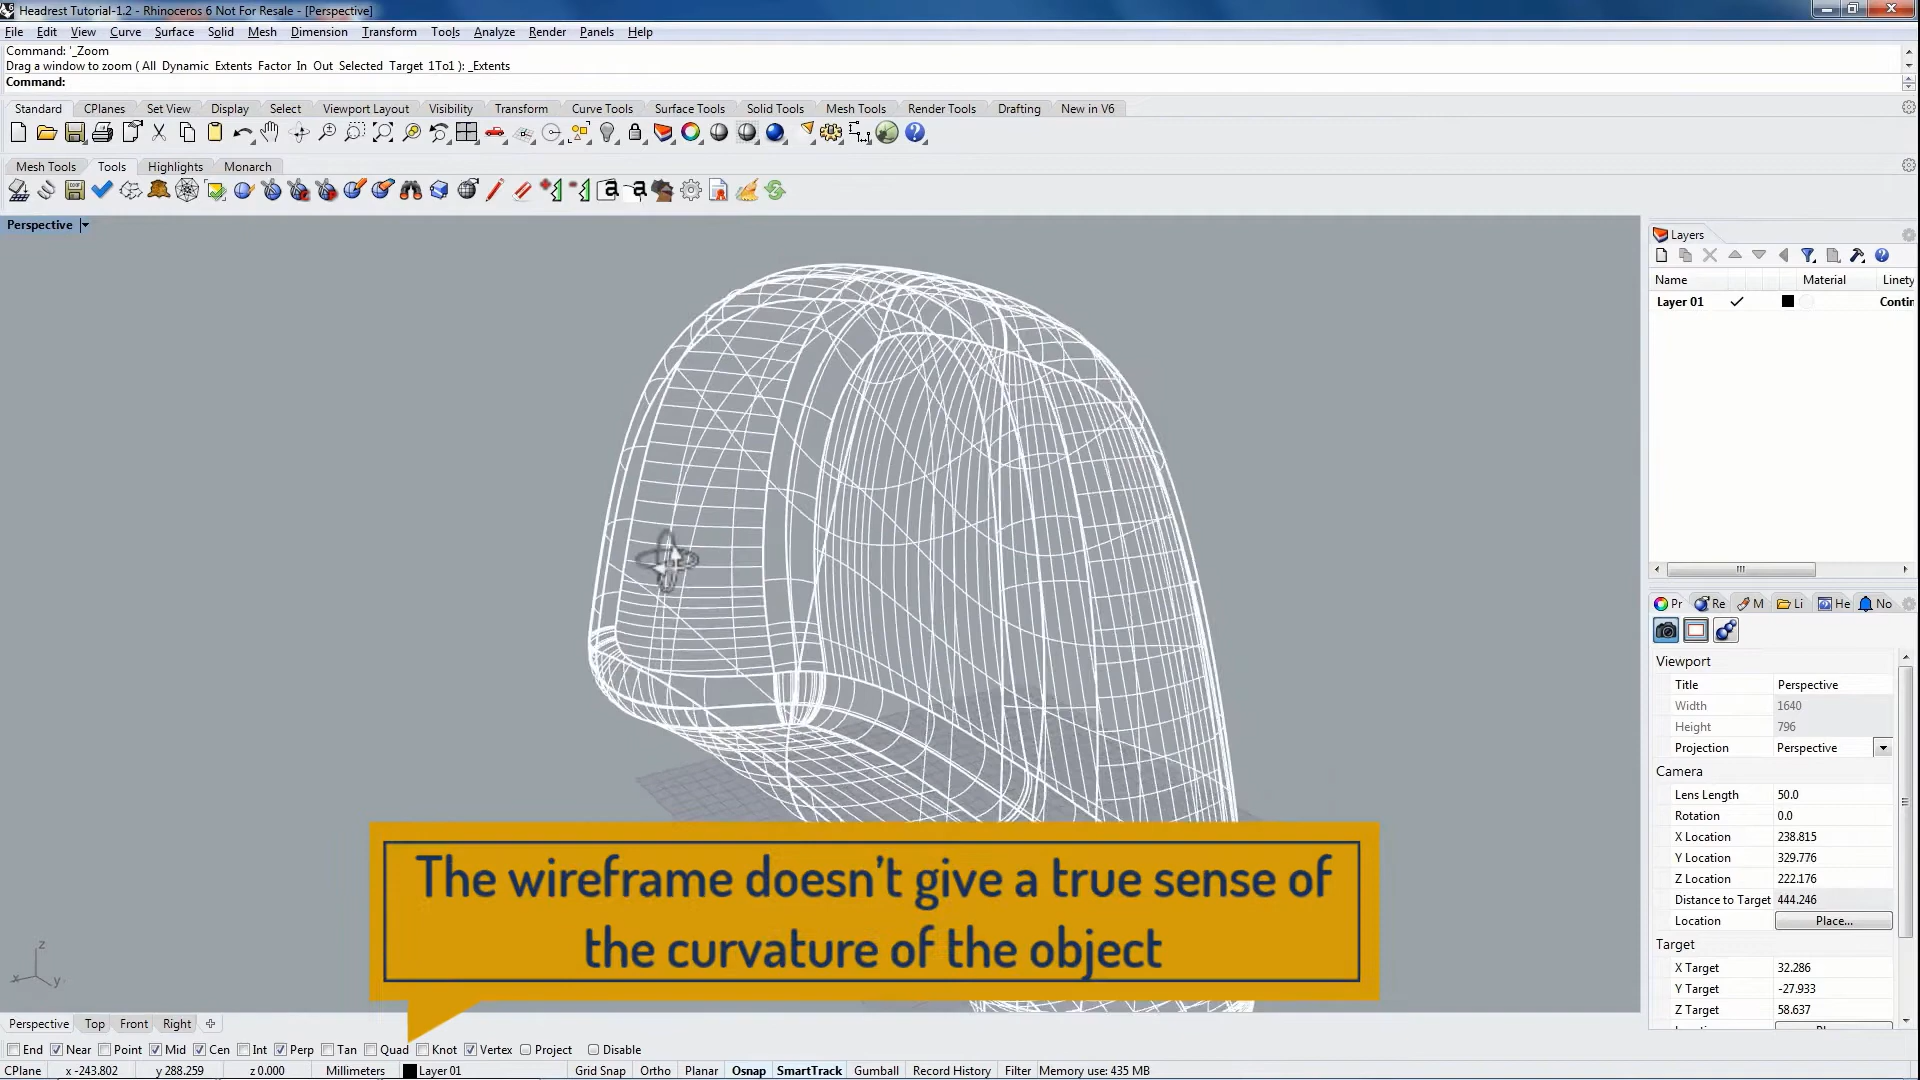 Headrest Tutorial-1.2 - Rhinoceros 6 Not For Resale - [Perspective]
File Edit View Curve Surface Solid Mesh Dimension Transform Tools Analyze Render Panels Help
Command: '_Zoom
Drag a window to zoom ( All Dynamic Extents Factor In Out Selected Target 1To1 ): _Extents
Command:
Standard CPlanes Set View Display Select Viewport Layout Visibility Transform Curve Tools Surface Tools Solid Tools Mesh Tools Render Tools Drafting New in V6
Mesh Tools Tools Highlights Monarch
Perspective
Layers
Name Material Linety
Layer 01 Contin
Pr Re M Li He No
Viewport
Title Perspective
Width 1640
Height 796
Projection Perspective
Camera
Lens Length 50.0
Rotation 0.0
X Location 238.815
Y Location 329.776
Z Location 222.176
Distance to Target 444.246
Location Place...
Target
X Target 32.286
Y Target -27.933
Z Target 58.637
The wireframe doesn't give a true sense of
the curvature of the object
z
x y
Perspective Top Front Right
End Near Point Mid Cen Int Perp Tan Quad Knot Vertex Project Disable
CPlane x -243.802 y 288.259 z 0.000 Millimeters Layer 01 Grid Snap Ortho Planar Osnap SmartTrack Gumball Record History Filter Memory use: 435 MB